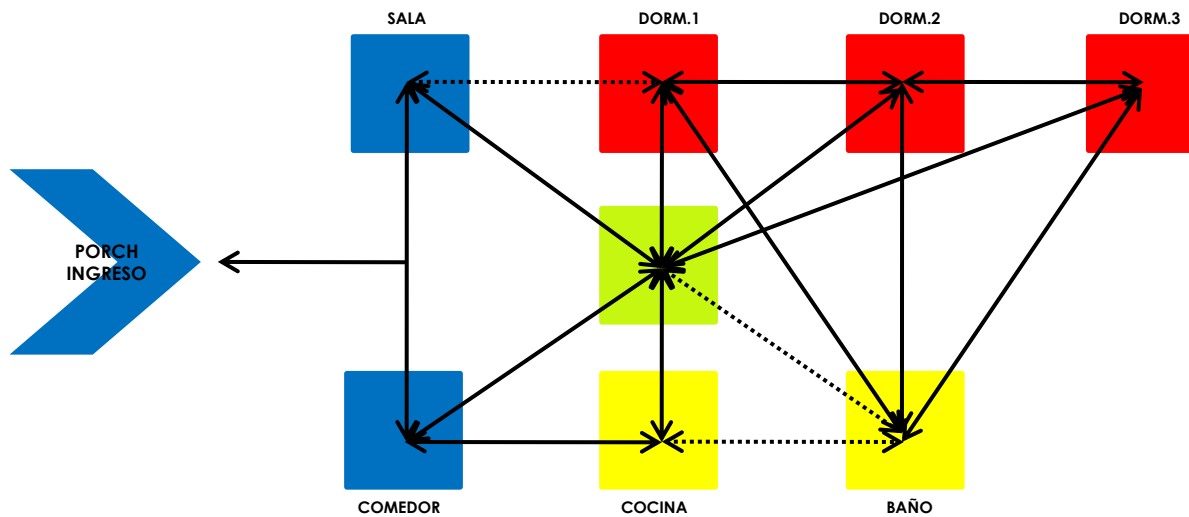 SALA
DORM.1
DORM.2
DORM.3
PORCH
INGRESO
COMEDOR
COCINA
BAÑO